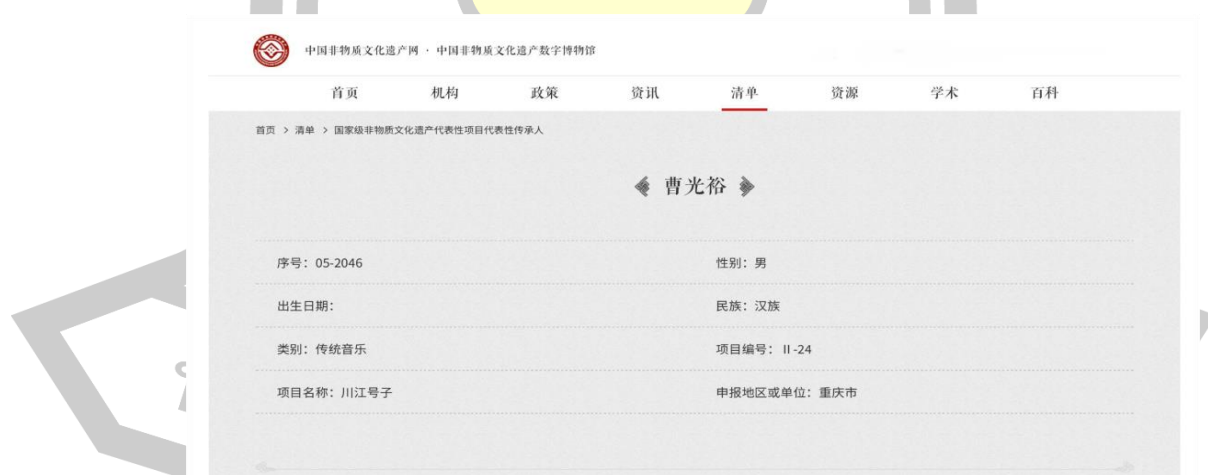 中国非物质文化遗产网 · 中国非物质文化遗产数字博物馆
首页 机构 政策 资讯 清单 资源 学术 百科
首页 > 清单 > 国家级非物质文化遗产代表性项目代表性传承人
曹光裕
序号：05-2046 性别：男
出生日期： 民族：汉族
类别：传统音乐 项目编号：Ⅱ-24
项目名称：川江号子 申报地区或单位：重庆市